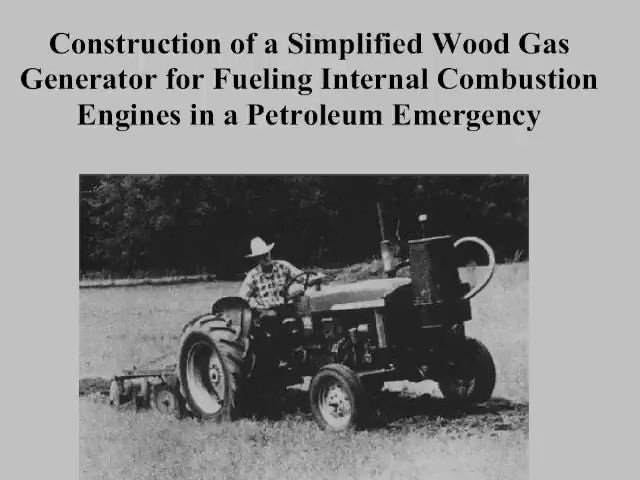 Construction of a Simplified Wood Gas
Generator for Fueling Internal Combustion
Engines in a Petroleum Emergency